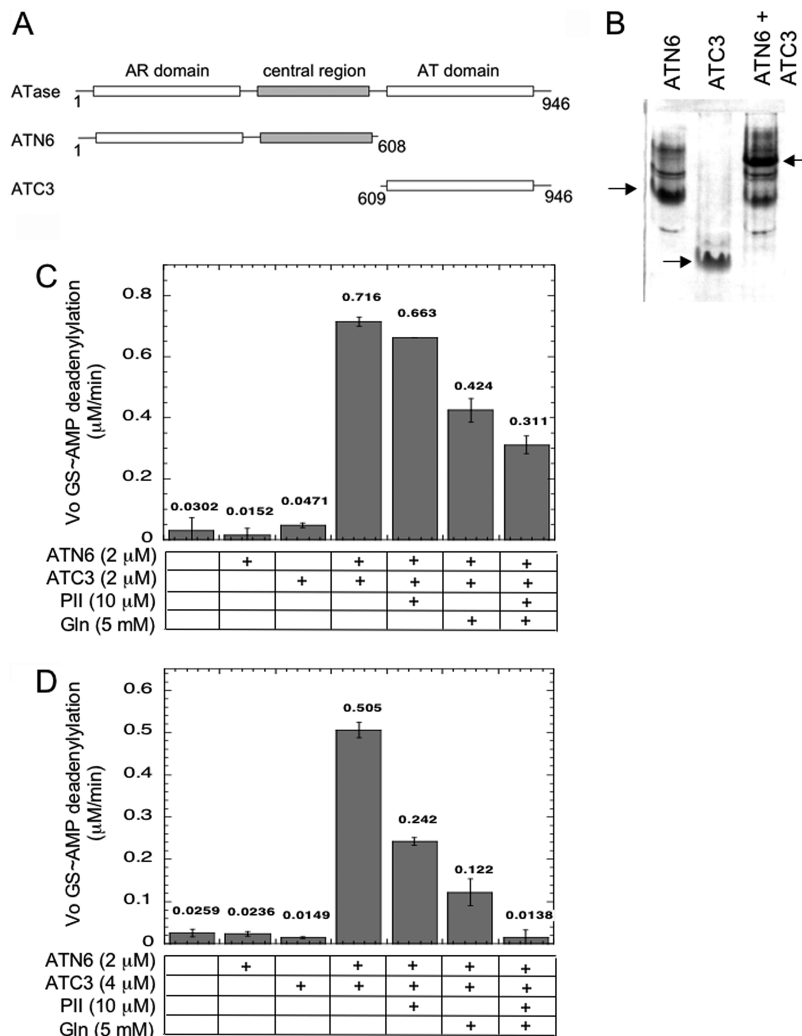 A
B
AR domain central region AT domain
ATase 1 946
ATN6 1 608
ATC3 609 946
ATN6 ATC3 ATN6 + ATC3
C
Vo GS~AMP deadenylylation
(µM/min)
0.8
0.6
0.4
0.2
0
0.0302 0.0152 0.0471 0.716 0.663 0.424 0.311
ATN6 (2 µM) + + + + +
ATC3 (2 µM) + + + + +
PII (10 µM) + +
Gln (5 mM) + +
D
Vo GS~AMP deadenylylation
(µM/min)
0.6
0.5
0.4
0.3
0.2
0.1
0
0.0259 0.0236 0.0149 0.505 0.242 0.122 0.0138
ATN6 (2 µM) + + + + +
ATC3 (4 µM) + + + + +
PII (10 µM) + +
Gln (5 mM) + +